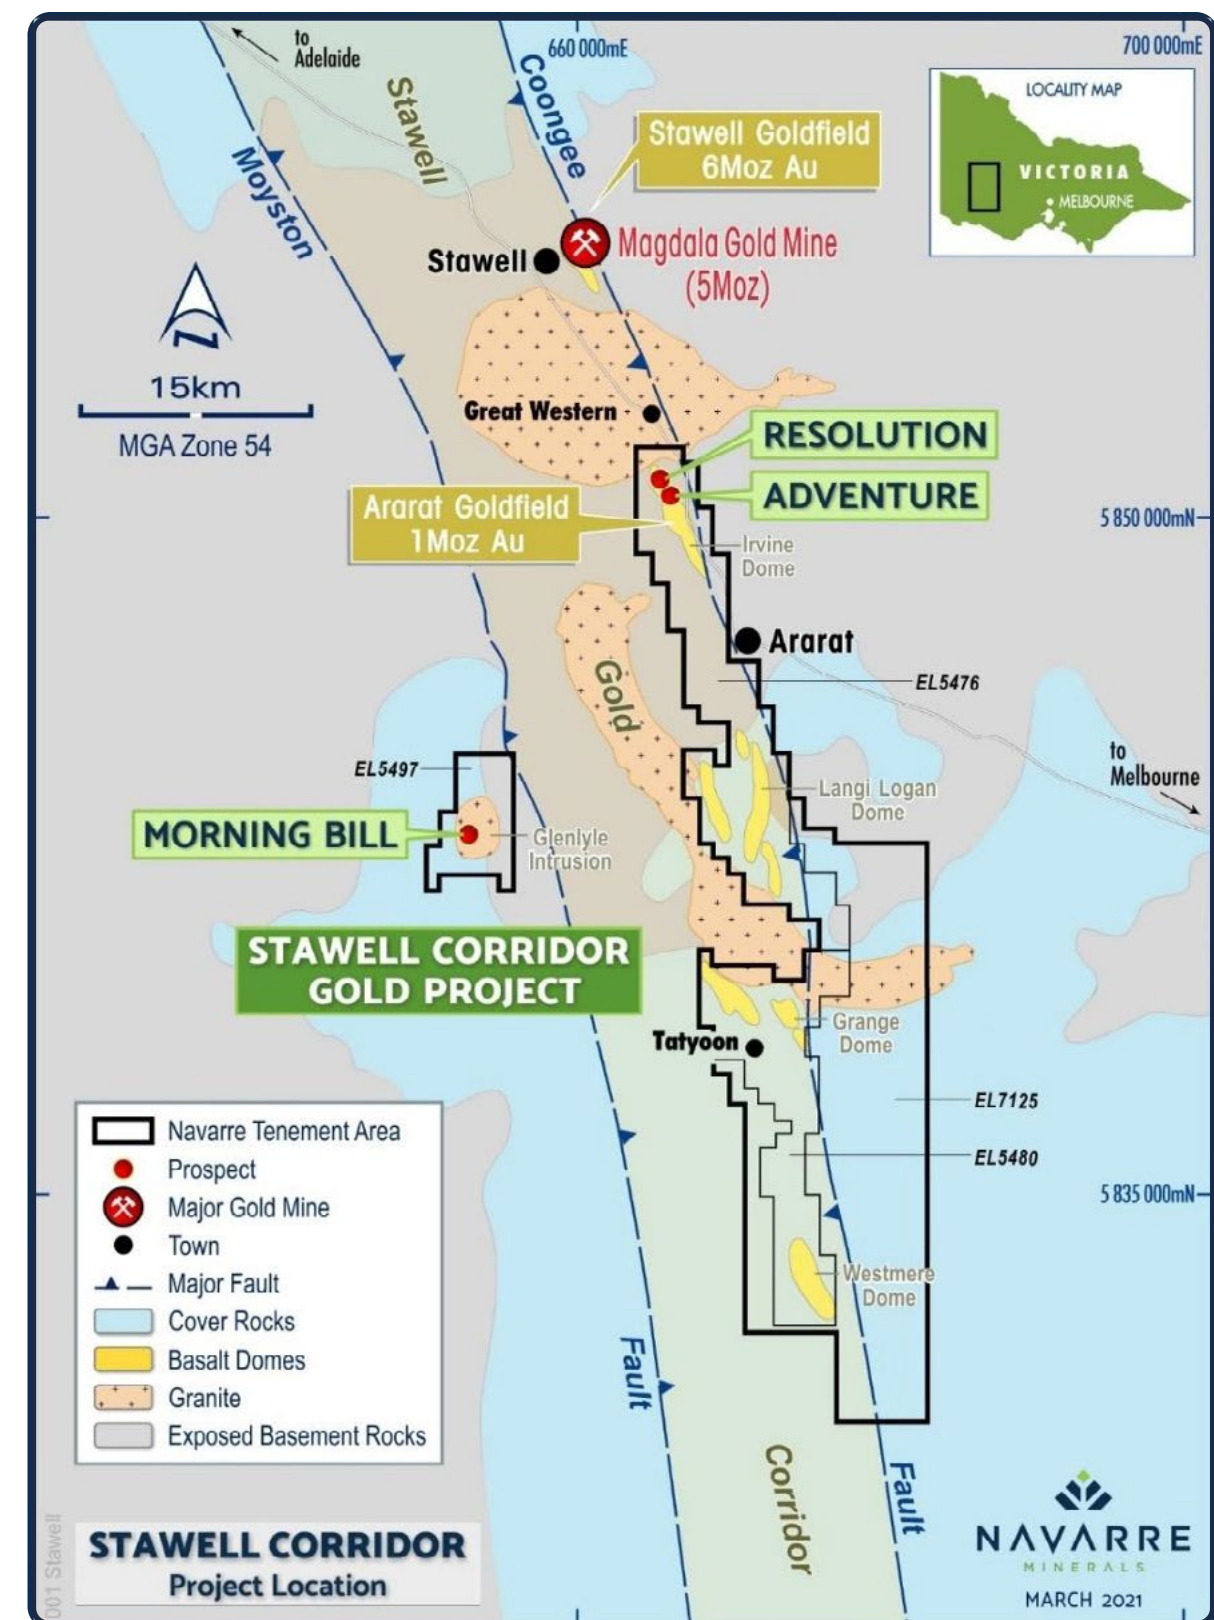 to
Adelaide
660 000mE
700 000mE
Coongee
Stawell
Moyston
LOCALITY MAP
VICTORIA
MELBOURNE
Stawell Goldfield
6Moz Au
Stawell
Magdala Gold Mine
(5Moz)
N
15km
MGA Zone 54
Great Western
RESOLUTION
ADVENTURE
Ararat Goldfield
1Moz Au
5 850 000mN
Irvine
Dome
Ararat
Gold
EL5476
to
Melbourne
EL5497
Langi Logan
Dome
MORNING BILL
Glenlyle
Intrusion
STAWELL CORRIDOR
GOLD PROJECT
Grange
Dome
Tatyoon
EL7125
EL5480
5 835 000mN
Westmere
Dome
Navarre Tenement Area
Prospect
Major Gold Mine
Town
Major Fault
Cover Rocks
Basalt Domes
Granite
Exposed Basement Rocks
Fault
Corridor
Fault
001 Stawell
STAWELL CORRIDOR
Project Location
NAVARRE
MINERALS
MARCH 2021